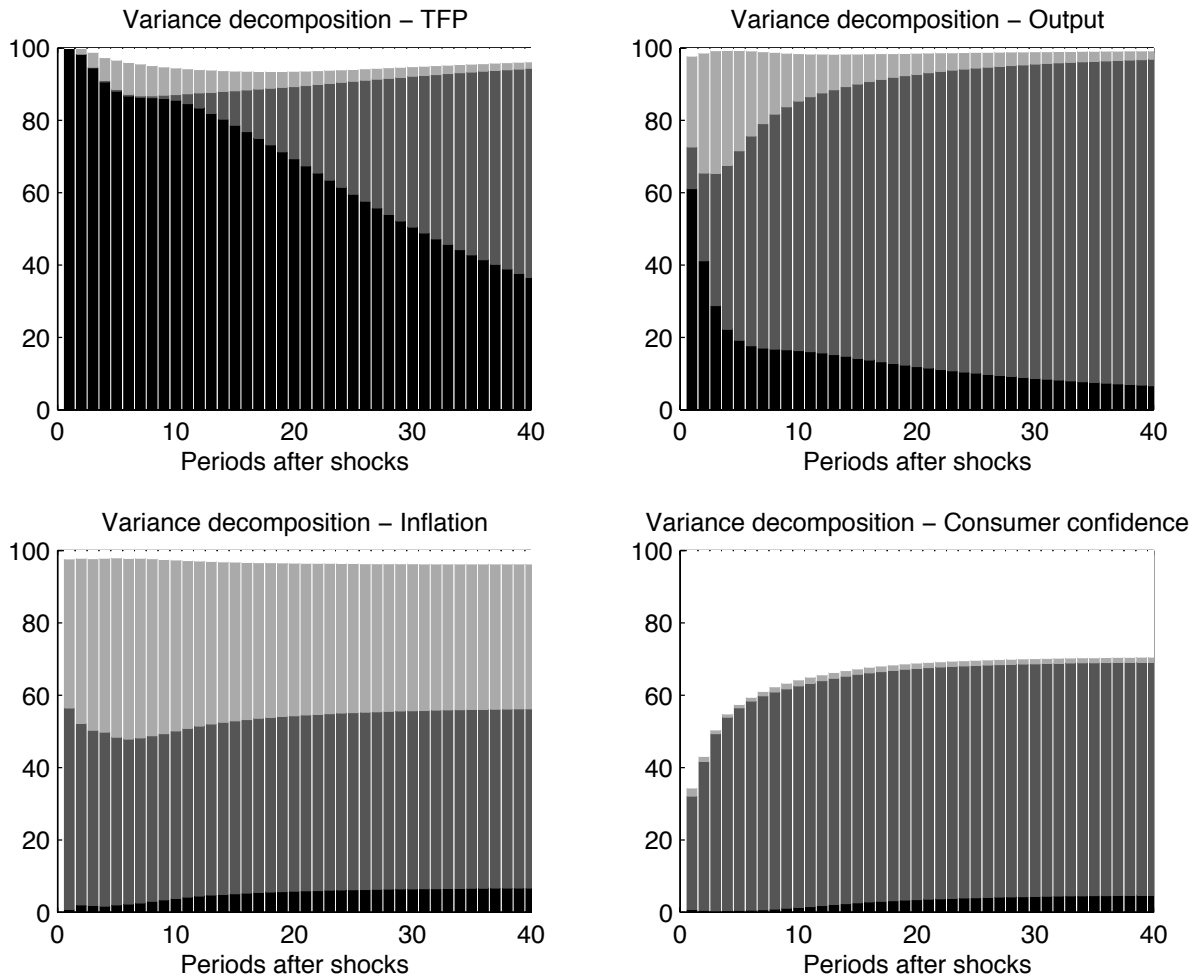 Variance decomposition – TFP
100
80
60
40
20
0
0 10 20 30 40
Periods after shocks
Variance decomposition – Output
100
80
60
40
20
0
0 10 20 30 40
Periods after shocks
Variance decomposition – Inflation
100
80
60
40
20
0
0 10 20 30 40
Periods after shocks
Variance decomposition – Consumer confidence
100
80
60
40
20
0
0 10 20 30 40
Periods after shocks